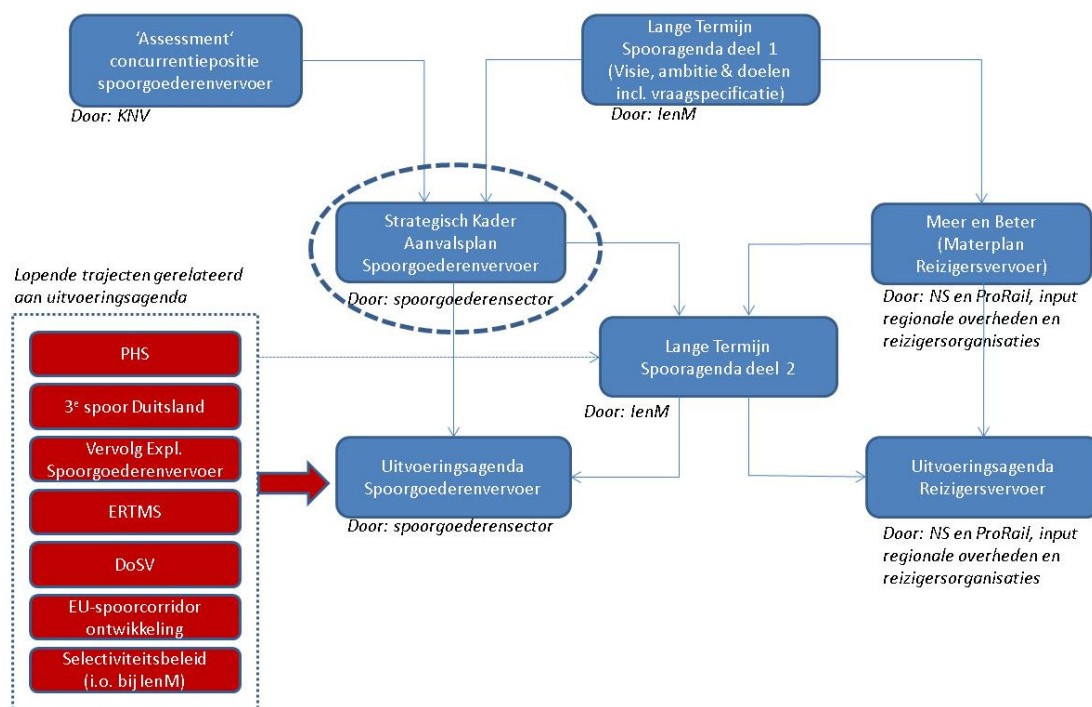 ‘Assessment‘
concurrentiepositie
spoorgoederenvervoer
Door: KNV
Lange Termijn
Spooragenda deel 1
(Visie, ambitie & doelen
incl. vraagspecificatie)
Door: IenM
Strategisch Kader
Aanvalsplan
Spoorgoederenvervoer
Door: spoorgoederensector
Meer en Beter
(Materplan
Reizigersvervoer)
Door: NS en ProRail, input
regionale overheden en
reizigersorganisaties
Lopende trajecten gerelateerd
aan uitvoeringsagenda
PHS
3e spoor Duitsland
Vervolg Expl.
Spoorgoederenvervoer
ERTMS
DoSV
EU-spoorcorridor
ontwikkeling
Selectiviteitsbeleid
(i.o. bij IenM)
Lange Termijn
Spooragenda deel 2
Door: IenM
Uitvoeringsagenda
Spoorgoederenvervoer
Door: spoorgoederensector
Uitvoeringsagenda
Reizigersvervoer
Door: NS en ProRail, input
regionale overheden en
reizigersorganisaties